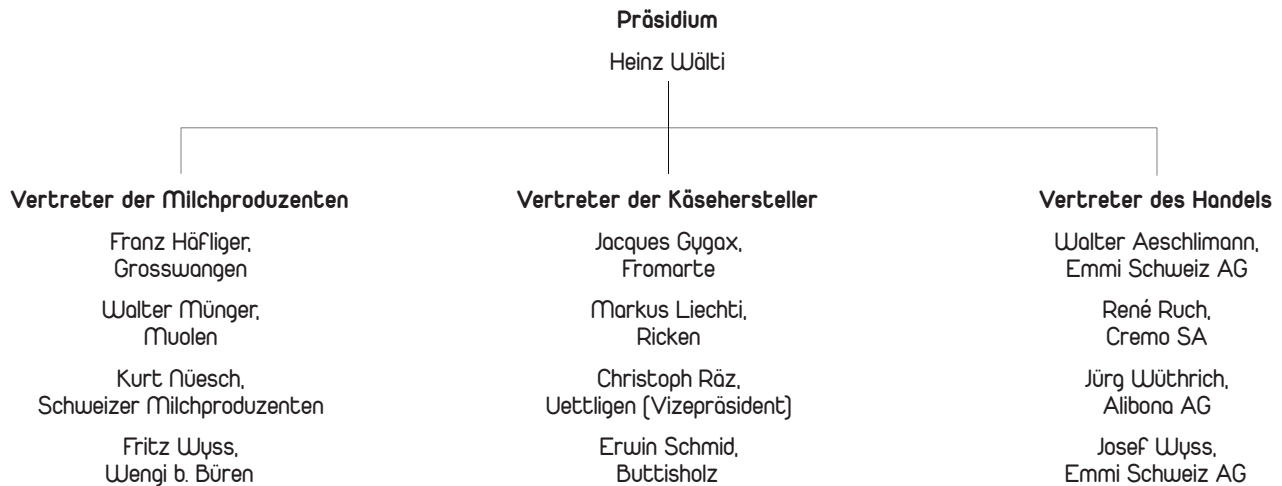 Präsidium
Heinz Wälti
Vertreter der Milchproduzenten
Franz Häfliger,
Grosswangen
Walter Münger,
Muolen
Kurt Nüesch,
Schweizer Milchproduzenten
Fritz Wyss,
Wengi b. Büren
Vertreter der Käsehersteller
Jacques Gygax,
Fromarte
Markus Liechti,
Ricken
Christoph Räz,
Uettligen (Vizepräsident)
Erwin Schmid,
Buttisholz
Vertreter des Handels
Walter Aeschlimann,
Emmi Schweiz AG
René Ruch,
Cremo SA
Jürg Wüthrich,
Alibona AG
Josef Wyss,
Emmi Schweiz AG